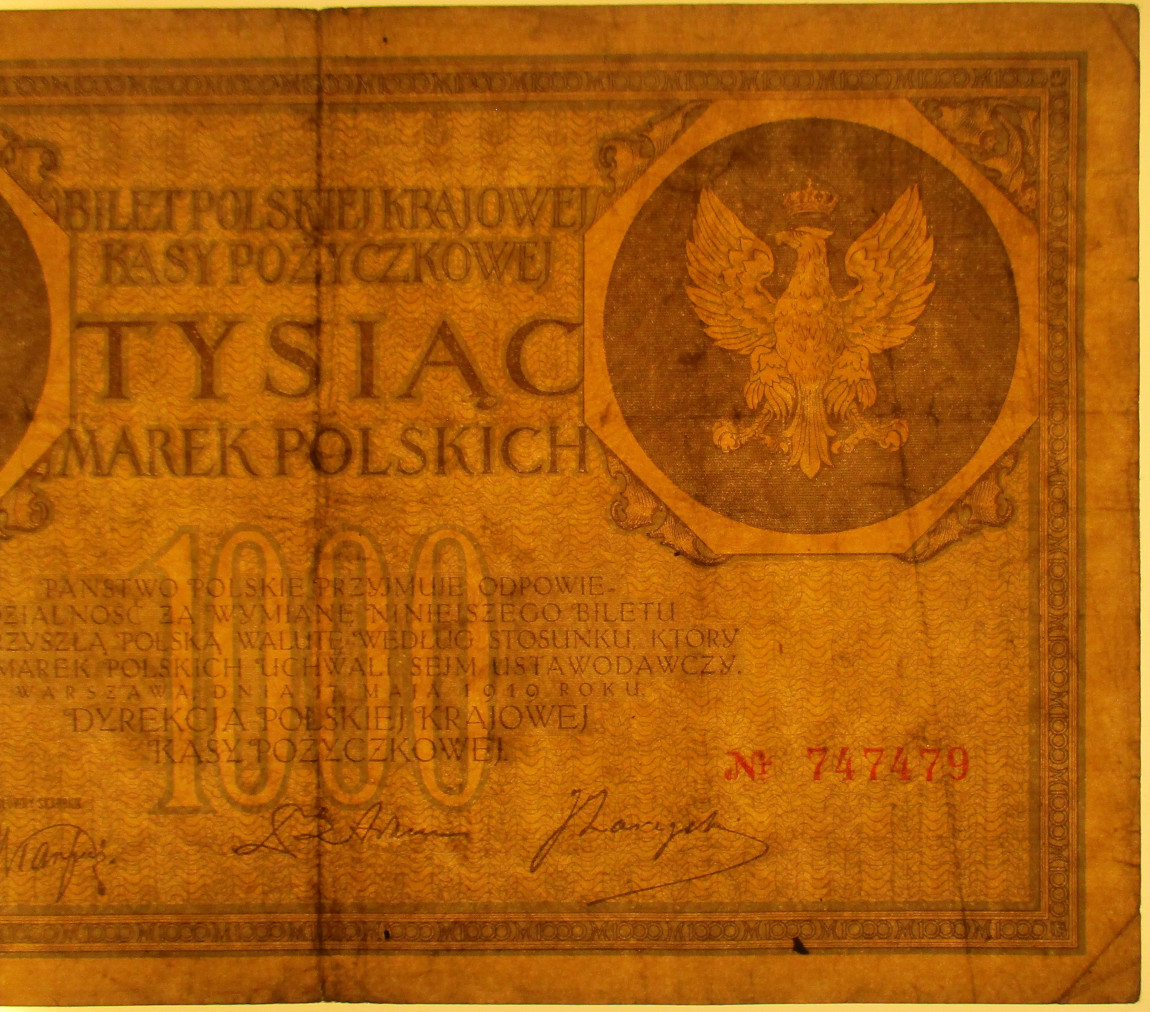 BILET POLSKIEJ KRAJOWEJ
KASY POŻYCZKOWEJ
TYSIĄC
MAREK POLSKICH
1000
PAŃSTWO POLSKIE PRZYJMUJE ODPOWIE-
DZIALNOŚĆ ZA WYMIANĘ NINIEJSZEGO BILETU
RZYSZŁĄ POLSKĄ WALUTĘ WEDŁUG STOSUNKU, KTÓRY
MAREK POLSKICH UCHWALI SEJM USTAWODAWCZY.
WARSZAWA, DNIA 17 MAJA 1919 ROKU.
DYREKCJA POLSKIEJ KRAJOWEJ
KASY POŻYCZKOWEJ.
№ 747479